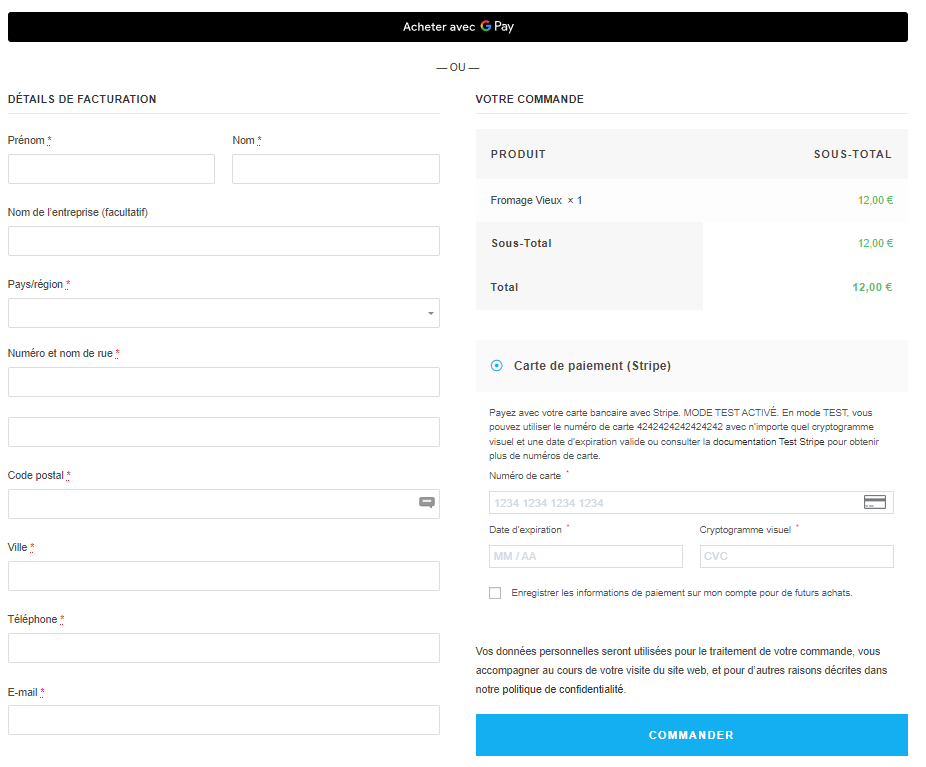 Acheter avec G Pay
— OU —
DÉTAILS DE FACTURATION
Prénom *
Nom *
Nom de l'entreprise (facultatif)
Pays/région *
Numéro et nom de rue *
Code postal *
Ville *
Téléphone *
E-mail *
VOTRE COMMANDE
PRODUIT SOUS-TOTAL
Fromage Vieux × 1 12,00 €
Sous-Total 12,00 €
Total 12,00 €
Carte de paiement (Stripe)
Payez avec votre carte bancaire avec Stripe. MODE TEST ACTIVÉ. En mode TEST, vous
pouvez utiliser le numéro de carte 4242424242424242 avec n'importe quel cryptogramme
visuel et une date d'expiration valide ou consulter la documentation Test Stripe pour obtenir
plus de numéros de carte.
Numéro de carte *
1234 1234 1234 1234
Date d'expiration *
Cryptogramme visuel *
MM / AA
CVC
Enregistrer les informations de paiement sur mon compte pour de futurs achats.
Vos données personnelles seront utilisées pour le traitement de votre commande, vous
accompagner au cours de votre visite du site web, et pour d'autres raisons décrites dans
notre politique de confidentialité.
COMMANDER